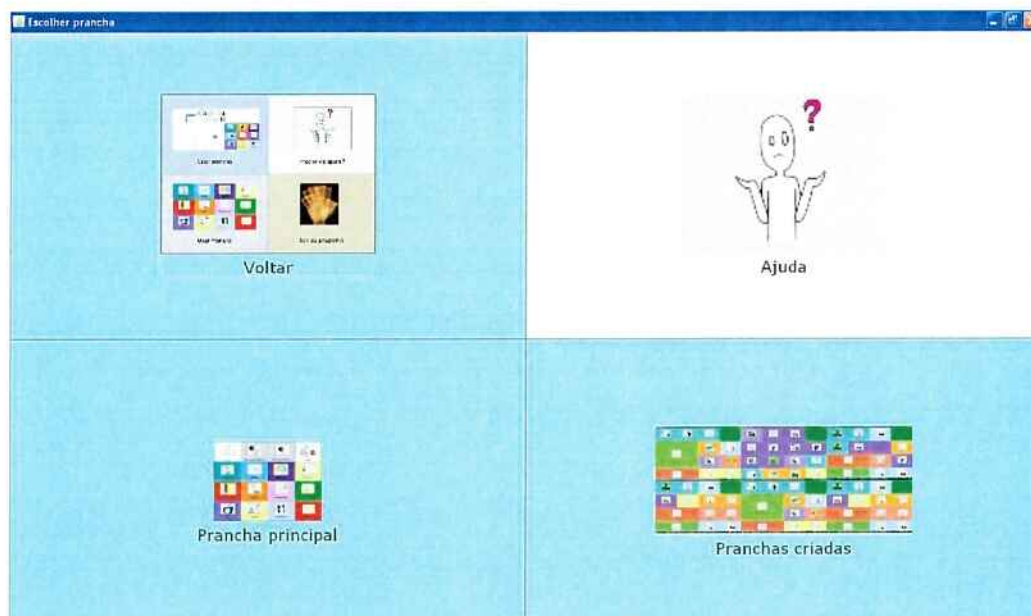 Escolher prancha
?
Voltar
?
Ajuda
Prancha principal
Pranchas criadas